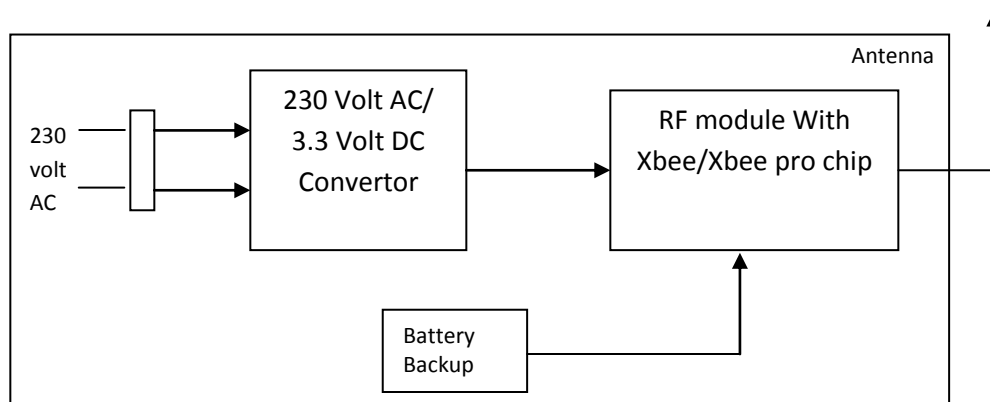 Antenna
230
volt
AC
230 Volt AC/
3.3 Volt DC
Convertor
RF module With
Xbee/Xbee pro chip
Battery
Backup